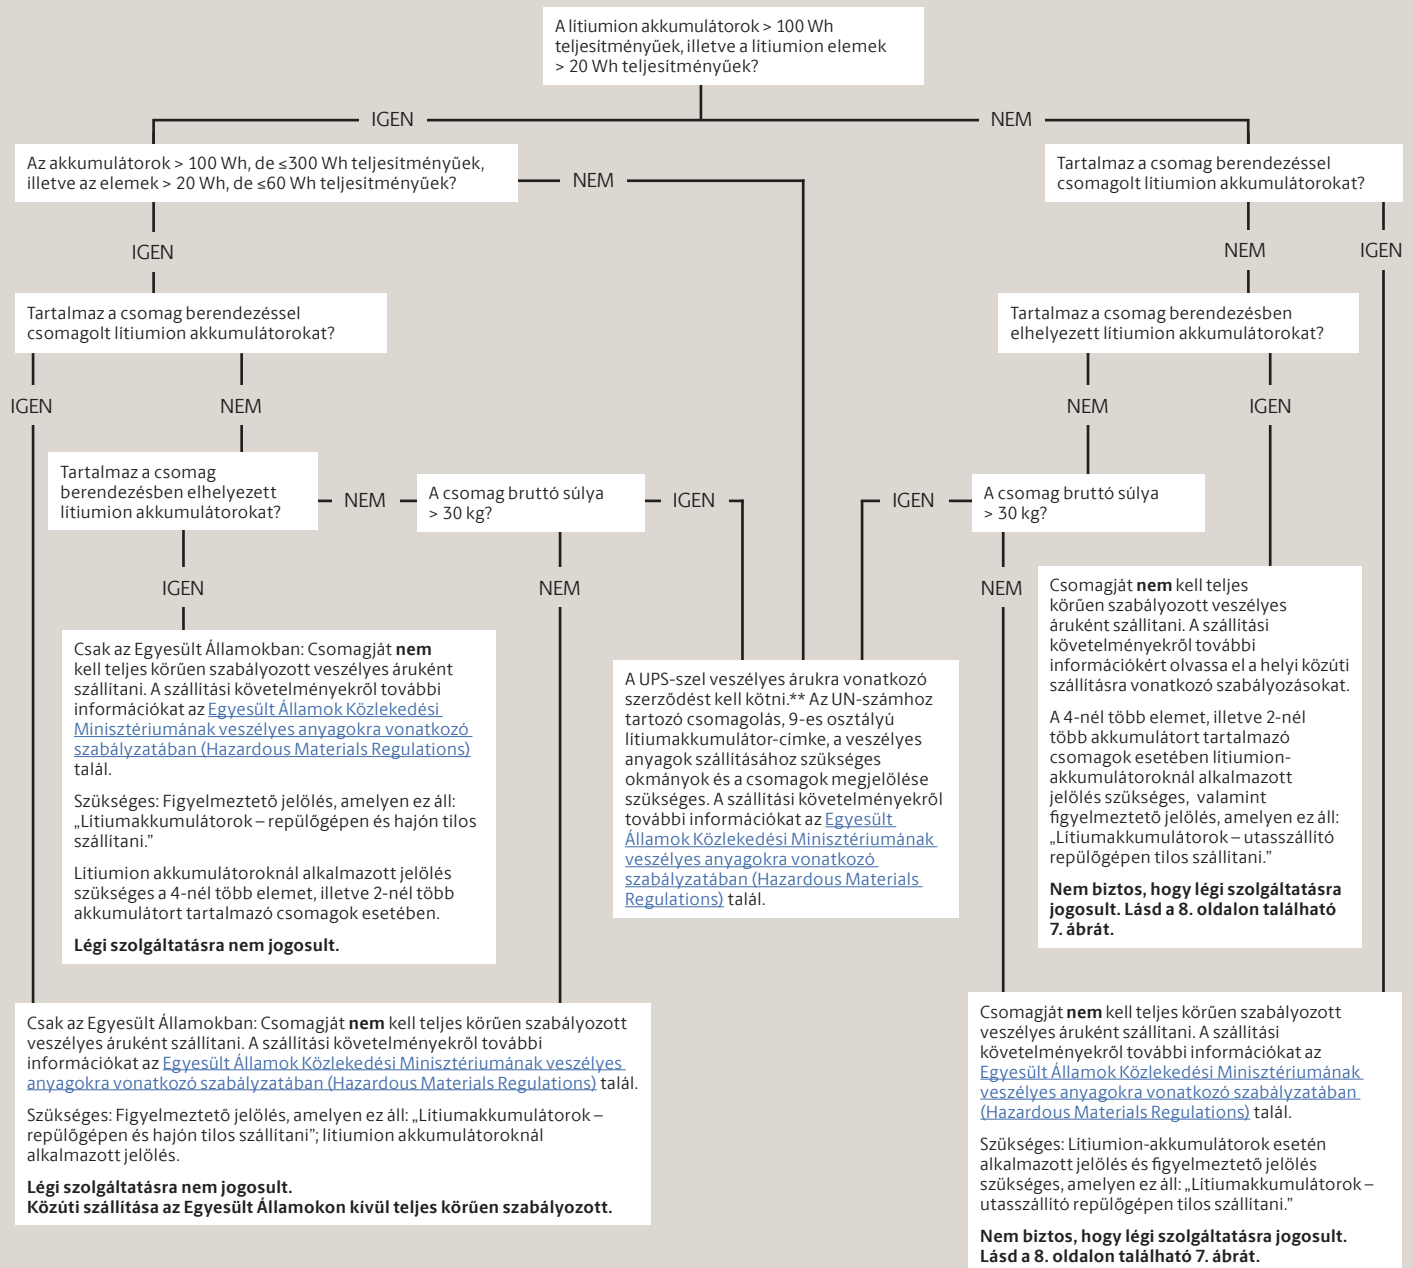 A lítiumion akkumulátorok > 100 Wh
teljesítményűek, illetve a lítiumion elemek
> 20 Wh teljesítményűek?
IGEN
NEM
Az akkumulátorok > 100 Wh, de ≤300 Wh teljesítményűek,
illetve az elemek > 20 Wh, de ≤60 Wh teljesítményűek?
NEM
Tartalmaz a csomag berendezéssel
csomagolt lítiumion akkumulátorokat?
IGEN
NEM
IGEN
Tartalmaz a csomag berendezéssel
csomagolt lítiumion akkumulátorokat?
Tartalmaz a csomag berendezésben
elhelyezett lítiumion akkumulátorokat?
IGEN
NEM
NEM
IGEN
Tartalmaz a csomag
berendezésben elhelyezett
lítiumion akkumulátorokat?
NEM
A csomag bruttó súlya
> 30 kg?
IGEN
IGEN
A csomag bruttó súlya
> 30 kg?
IGEN
NEM
NEM
Csomagját nem kell teljes
körűen szabályozott veszélyes
áruként szállítani. A szállítási
követelményekről további
információkért olvassa el a helyi közúti
szállításra vonatkozó szabályozásokat.
A 4-nél több elemet, illetve 2-nél
több akkumulátort tartalmazó
csomagok esetében lítiumion-
akkumulátoroknál alkalmazott
jelölés szükséges, valamint
figyelmeztető jelölés, amelyen ez áll:
„Lítiumakkumulátorok – utasszállító
repülőgépen tilos szállítani.”
Nem biztos, hogy légi szolgáltatásra
jogosult. Lásd a 8. oldalon található
7. ábrát.
Csak az Egyesült Államokban: Csomagját nem
kell teljes körűen szabályozott veszélyes áruként
szállítani. A szállítási követelményekről további
információkat az Egyesült Államok Közlekedési
Minisztériumának veszélyes anyagokra vonatkozó
szabályzatában (Hazardous Materials Regulations)
talál.
Szükséges: Figyelmeztető jelölés, amelyen ez áll:
„Lítiumakkumulátorok – repülőgépen és hajón tilos
szállítani.”
Lítiumion akkumulátoroknál alkalmazott jelölés
szükséges a 4-nél több elemet, illetve 2-nél több
akkumulátort tartalmazó csomagok esetében.
Légi szolgáltatásra nem jogosult.
A UPS-szel veszélyes árukra vonatkozó
szerződést kell kötni.** Az UN-számhoz
tartozó csomagolás, 9-es osztályú
lítiumakkumulátor-címke, a veszélyes
anyagok szállításához szükséges
okmányok és a csomagok megjelölése
szükséges. A szállítási követelményekről
további információkat az Egyesült
Államok Közlekedési Minisztériumának
veszélyes anyagokra vonatkozó
szabályzatában (Hazardous Materials
Regulations) talál.
Csak az Egyesült Államokban: Csomagját nem kell teljes körűen szabályozott
veszélyes áruként szállítani. A szállítási követelményekről további
információkat az Egyesült Államok Közlekedési Minisztériumának veszélyes
anyagokra vonatkozó szabályzatában (Hazardous Materials Regulations) talál.
Szükséges: Figyelmeztető jelölés, amelyen ez áll: „Lítiumakkumulátorok –
repülőgépen és hajón tilos szállítani”; lítiumion akkumulátoroknál
alkalmazott jelölés.
Légi szolgáltatásra nem jogosult.
Közúti szállítása az Egyesült Államokon kívül teljes körűen szabályozott.
Csomagját nem kell teljes körűen szabályozott
veszélyes áruként szállítani. A szállítási
követelményekről további információkat az
Egyesült Államok Közlekedési Minisztériumának
veszélyes anyagokra vonatkozó szabályzatában
(Hazardous Materials Regulations) talál.
Szükséges: Lítiumion-akkumulátorok esetén
alkalmazott jelölés és figyelmeztető jelölés
szükséges, amelyen ez áll: „Lítiumakkumulátorok –
utasszállító repülőgépen tilos szállítani.”
Nem biztos, hogy légi szolgáltatásra jogosult.
Lásd a 8. oldalon található 7. ábrát.